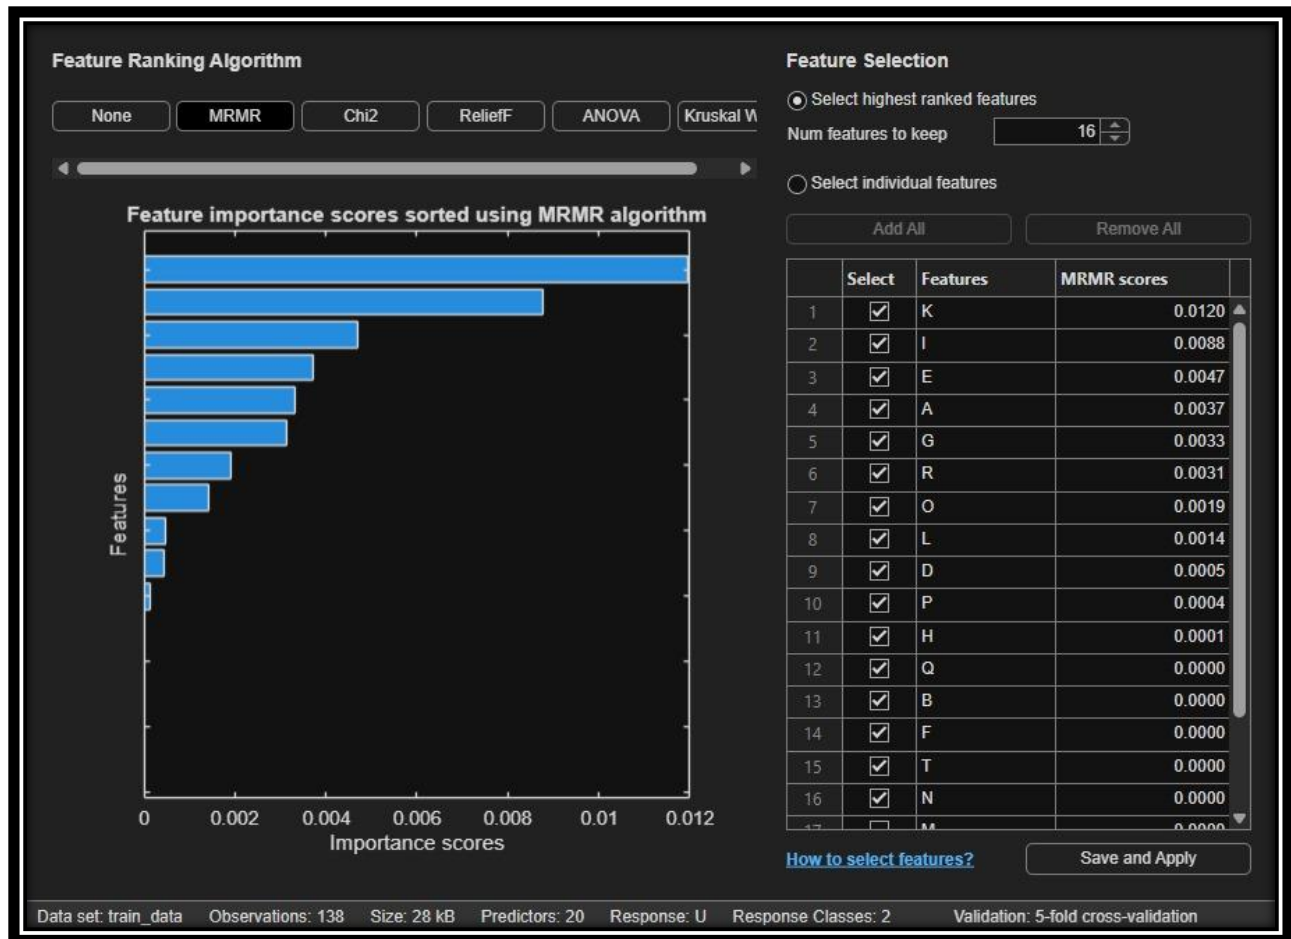 Feature Ranking Algorithm
None MRMR Chi2 ReliefF ANOVA Kruskal W
Feature importance scores sorted using MRMR algorithm
Features
0 0.002 0.004 0.006 0.008 0.01 0.012
Importance scores
Feature Selection
Select highest ranked features
Num features to keep 16
Select individual features
Add All Remove All
Select Features MRMR scores
1 K 0.0120
2 I 0.0088
3 E 0.0047
4 A 0.0037
5 G 0.0033
6 R 0.0031
7 O 0.0019
8 L 0.0014
9 D 0.0005
10 P 0.0004
11 H 0.0001
12 Q 0.0000
13 B 0.0000
14 F 0.0000
15 T 0.0000
16 N 0.0000
17 M 0.0000
How to select features? Save and Apply
Data set: train_data Observations: 138 Size: 28 kB Predictors: 20 Response: U Response Classes: 2 Validation: 5-fold cross-validation